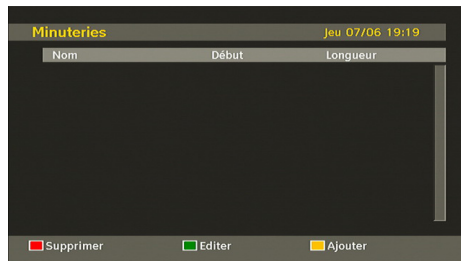 Minuteries Jeu 07/06 19:19
Nom Début Longueur
Supprimer Editer Ajouter